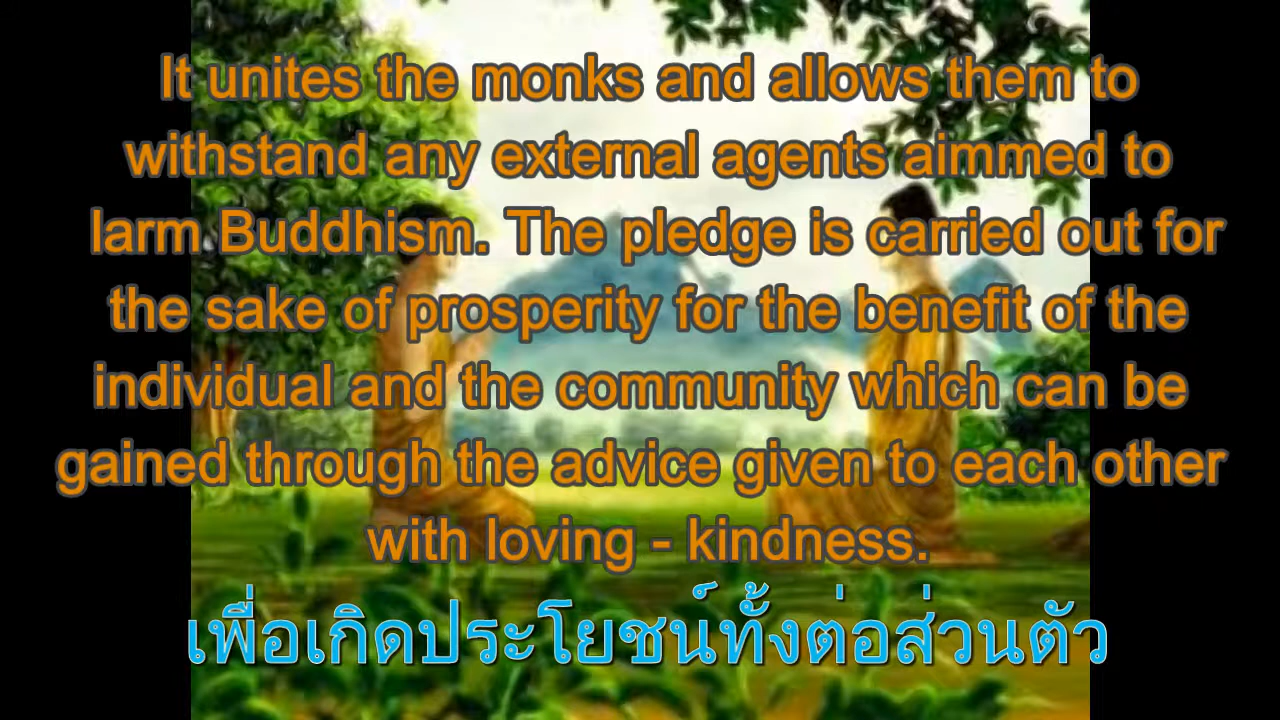 It unites the monks and allows them to
withstand any external agents aimmed to
larm Buddhism. The pledge is carried out for
the sake of prosperity for the benefit of the
individual and the community which can be
gained through the advice given to each other
with loving - kindness.
เพื่อเกิดประโยชน์ทั้งต่อส่วนตัว